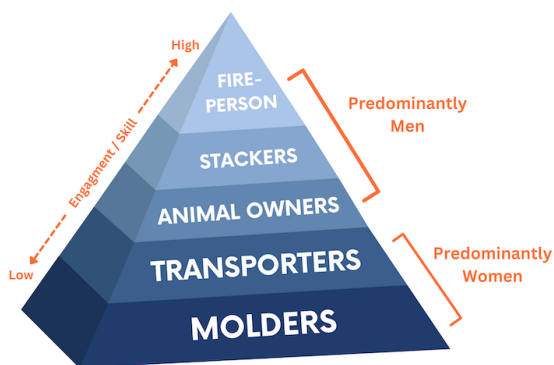 High
FIRE-
PERSON
Predominantly
Men
STACKERS
Engagment / Skill
ANIMAL OWNERS
Predominantly
Women
TRANSPORTERS
Low
MOLDERS